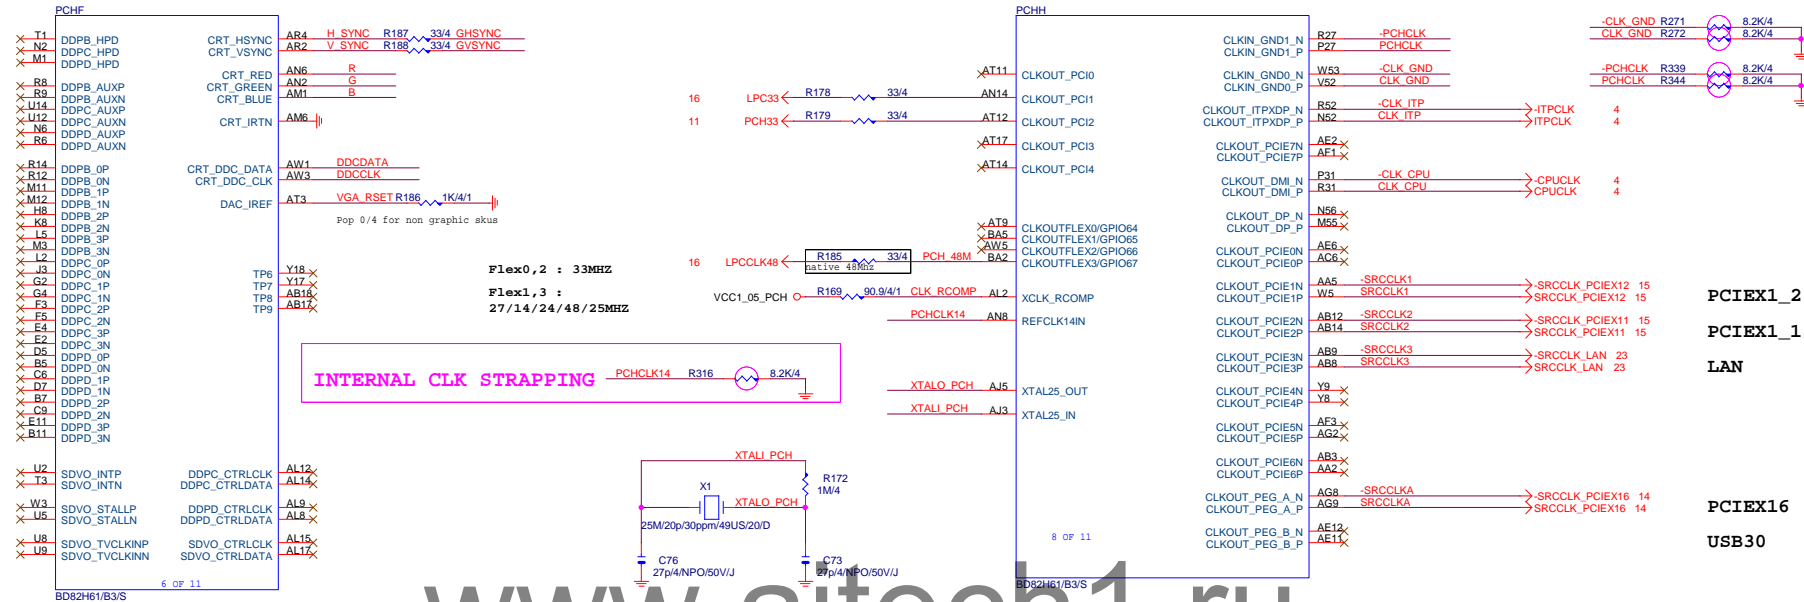 PCHF
T1 DDPB_HPD
N2 DDPC_HPD
M1 DDPD_HPD
R8 DDPB_AUXP
R9 DDPB_AUXN
U14 DDPC_AUXP
U12 DDPC_AUXN
N6 DDPD_AUXP
R6 DDPD_AUXN
R14 DDPB_0P
R12 DDPB_0N
M11 DDPB_1P
M12 DDPB_1N
H8 DDPB_2P
K8 DDPB_2N
L5 DDPB_3P
M3 DDPB_3N
L2 DDPC_0P
J3 DDPC_0N
G2 DDPC_1P
G4 DDPC_1N
F3 DDPC_2P
F5 DDPC_2N
E4 DDPC_3P
E2 DDPC_3N
D5 DDPD_0P
B5 DDPD_0N
C6 DDPD_1P
D7 DDPD_1N
B7 DDPD_2P
C9 DDPD_2N
E11 DDPD_3P
B11 DDPD_3N
U2 SDVO_INTP
T3 SDVO_INTN
W3 SDVO_STALLP
U5 SDVO_STALLN
U8 SDVO_TVCLKINP
U9 SDVO_TVCLKINN
CRT_HSYNC AR4 H_SYNC R187 33/4 GHSYNC
CRT_VSYNC AR2 V_SYNC R188 33/4 GVSYNC
CRT_RED AN6 R
CRT_GREEN AN2 G
CRT_BLUE AM1 B
CRT_IRTN AM6
CRT_DDC_DATA AW1 DDCDATA
CRT_DDC_CLK AW3 DDCCLK
DAC_IREF AT3 VGA_RSET R186 1K/4/1
Pop 0/4 for non graphic skus
TP6 Y18
TP7 Y17
TP8 AB18
TP9 AB17
DDPC_CTRLCLK AL12
DDPC_CTRLDATA AL14
DDPD_CTRLCLK AL9
DDPD_CTRLDATA AL8
SDVO_CTRLCLK AL15
SDVO_CTRLDATA AL17
6 OF 11
BD82H61/B3/S
Flex0,2 : 33MHZ
Flex1,3 :
27/14/24/48/25MHZ
INTERNAL CLK STRAPPING PCHCLK14 R316 8.2K/4
XTALI_PCH
R172
1M/4
X1
XTALO_PCH
25M/20p/30ppm/49US/20/D
C76
27p/4/NPO/50V/J
C73
27p/4/NPO/50V/J
PCHH
AT11 CLKOUT_PCI0
16 LPC33 R178 33/4 AN14 CLKOUT_PCI1
11 PCH33 R179 33/4 AT12 CLKOUT_PCI2
AT17 CLKOUT_PCI3
AT14 CLKOUT_PCI4
AT9 CLKOUTFLEX0/GPIO64
BA5 CLKOUTFLEX1/GPIO65
AW5 CLKOUTFLEX2/GPIO66
16 LPCCLK48 R185 33/4 PCH_48M BA2 CLKOUTFLEX3/GPIO67
native 48Mhz
VCC1_05_PCH R169 90.9/4/1 CLK_RCOMP AL2 XCLK_RCOMP
PCHCLK14 AN8 REFCLK14IN
XTALO_PCH AJ5 XTAL25_OUT
XTALI_PCH AJ3 XTAL25_IN
CLKIN_GND1_N R27 -PCHCLK
CLKIN_GND1_P P27 PCHCLK
CLKIN_GND0_N W53 -CLK_GND
CLKIN_GND0_P V52 CLK_GND
CLKOUT_ITPXDP_N R52 -CLK_ITP -ITPCLK 4
CLKOUT_ITPXDP_P N52 CLK_ITP ITPCLK 4
CLKOUT_PCIE7N AE2
CLKOUT_PCIE7P AF1
CLKOUT_DMI_N P31 -CLK_CPU -CPUCLK 4
CLKOUT_DMI_P R31 CLK_CPU CPUCLK 4
CLKOUT_DP_N N56
CLKOUT_DP_P M55
CLKOUT_PCIE0N AE6
CLKOUT_PCIE0P AC6
CLKOUT_PCIE1N AA5 -SRCCLK1 -SRCCLK_PCIEX12 15
CLKOUT_PCIE1P W5 SRCCLK1 SRCCLK_PCIEX12 15 PCIEX1_2
CLKOUT_PCIE2N AB12 -SRCCLK2 -SRCCLK_PCIEX11 15
CLKOUT_PCIE2P AB14 SRCCLK2 SRCCLK_PCIEX11 15 PCIEX1_1
CLKOUT_PCIE3N AB9 -SRCCLK3 -SRCCLK_LAN 23
CLKOUT_PCIE3P AB8 SRCCLK3 SRCCLK_LAN 23 LAN
CLKOUT_PCIE4N Y9
CLKOUT_PCIE4P Y8
CLKOUT_PCIE5N AF3
CLKOUT_PCIE5P AG2
CLKOUT_PCIE6N AB3
CLKOUT_PCIE6P AA2
CLKOUT_PEG_A_N AG8 -SRCCLKA -SRCCLK_PCIEX16 14
CLKOUT_PEG_A_P AG9 SRCCLKA SRCCLK_PCIEX16 14 PCIEX16
CLKOUT_PEG_B_N AE12
CLKOUT_PEG_B_P AE11 USB30
8 OF 11
BD82H61/B3/S
-CLK_GND R271 8.2K/4
CLK_GND R272 8.2K/4
-PCHCLK R339 8.2K/4
PCHCLK R344 8.2K/4
www.sitech1.ru